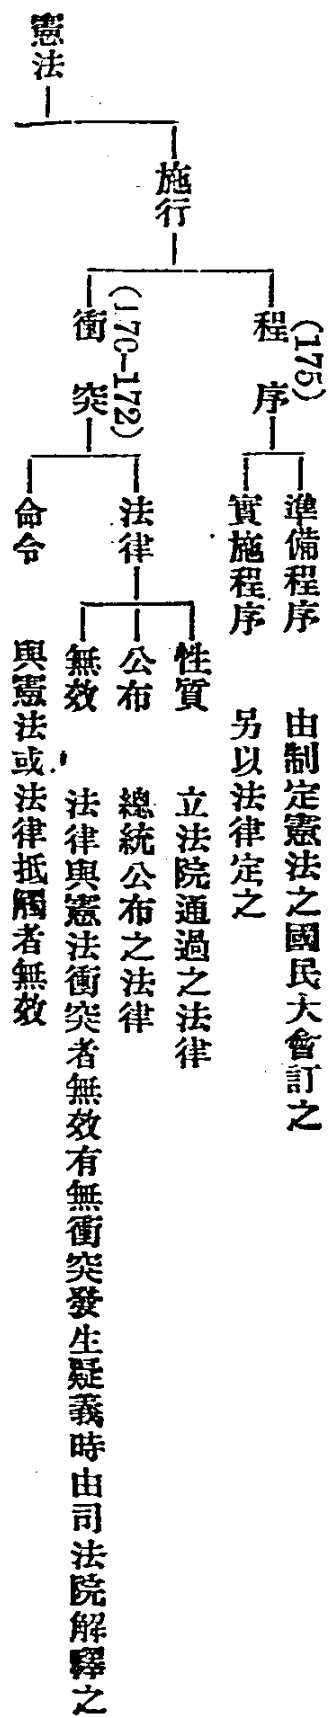 憲法
施行
程序
(175)
準備程序
由制定憲法之國民大會訂之
實施程序
另以法律定之
衝突
(170-172)
法律
性質
立法院通過之法律
公布
總統公布之法律
無效
法律與憲法衝突者無效有無衝突發生疑義時由司法院解釋之
命令
與憲法或法律抵觸者無效